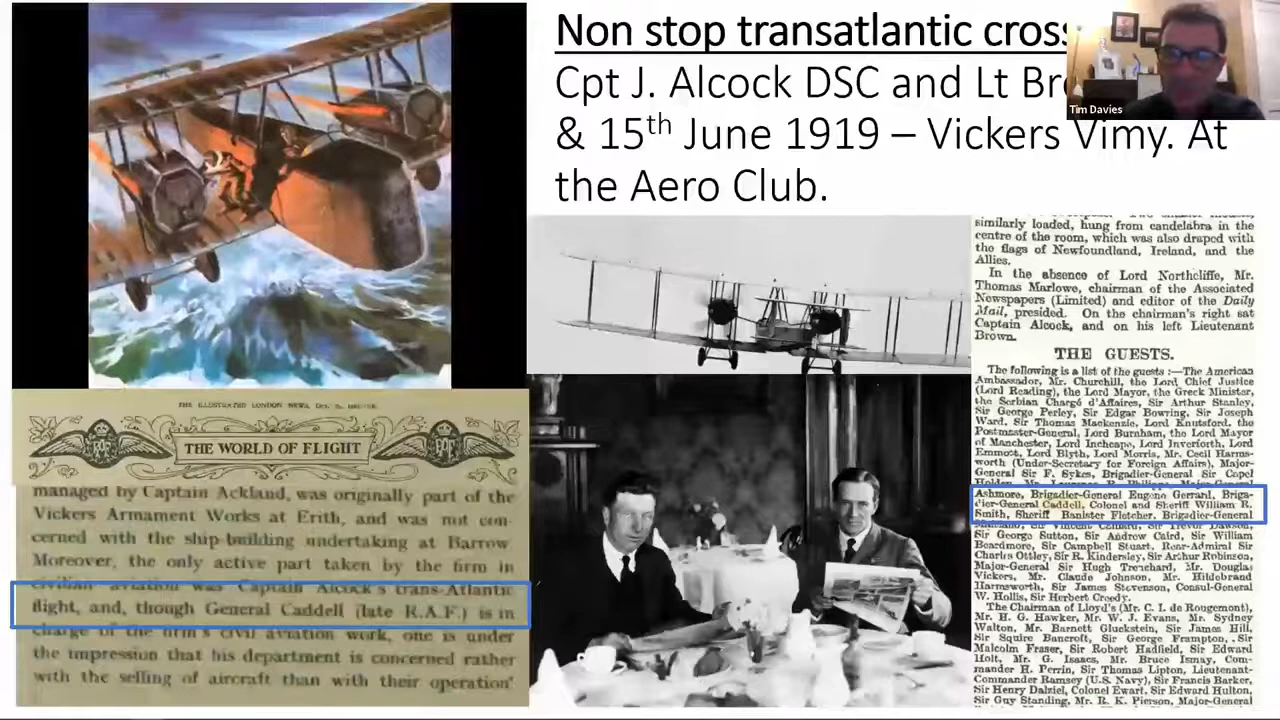 Non stop transatlantic cross
Cpt J. Alcock DSC and Lt Br
& 15th June 1919 – Vickers Vimy. At
the Aero Club.
Tim Davies
THE ILLUSTRATED LONDON NEWS,
THE WORLD OF FLIGHT
managed by Captain Ackland, was originally part of the
Vickers Armament Works at Erith, and was not con-
cerned with the ship-building undertaking at Barrow
Moreover, the only active part taken by the firm in
civilian aviation was Captain Alcock's trans-Atlantic
flight, and, though General Caddell (late R.A.F.) is in
charge of the firm's civil aviation work, one is under
the impression that his department is concerned rather
with the selling of aircraft than with their operation
similarly loaded, hung from candelabra in the
centre of the room, which was also draped with
the flags of Newfoundland, Ireland, and the
Allies.
In the absence of Lord Northcliffe, Mr.
Thomas Marlowe, chairman of the Associated
Newspapers (Limited) and editor of the Daily
Mail, presided. On the chairman's right sat
Captain Alcock, and on his left Lieutenant
Brown.
THE GUESTS.
The following is a list of the guests :—The American
Ambassador, Mr. Churchill, the Lord Chief Justice
(Lord Reading), the Lord Mayor, the Greek Minister,
the Serbian Chargé d'Affaires, Sir Arthur Stanley,
Sir George Perley, Sir Edgar Bowring, Sir Joseph
Ward, Sir Thomas Mackenzie, Lord Knutsford, the
Postmaster-General, Lord Burnham, the Lord Mayor
of Manchester, Lord Inchcape, Lord Inverforth, Lord
Emmott, Lord Blyth, Lord Morris, Mr. Cecil Harms-
worth (Under-Secretary for Foreign Affairs), Major-
General Sir F. Sykes, Brigadier-General Sir Capel
Holden, Mr.
Ashmore, Brigadier-General Eugene Gerrard, Briga-
dier-General Caddell, Colonel and Sheriff William R.
Smith, Sheriff Banister Fletcher, Brigadier-General
Sir Vincent Caillard, Sir Trevor Dawson,
Sir George Sutton, Sir Andrew Caird, Sir William
Beardmore, Sir Campbell Stuart, Rear-Admiral Sir
Charles Ottley, Sir R. Kindersley, Sir Arthur Robinson,
Major-General Sir Hugh Trenchard, Mr. Douglas
Vickers, Mr. Claude Johnson, Mr. Hildebrand
Harmsworth, Sir James Stevenson, Consul-General
W. Hollis, Sir Herbert Creedy.
The Chairman of Lloyd's (Mr. C. I. de Rougemont),
Mr. H. G. Hawker, Mr. W. J. Evans, Mr. Sydney
Walton, Mr. Barnett Gluckstein, Sir James Hill,
Sir Squire Bancroft, Sir George Frampton, Sir
Malcolm Fraser, Sir Robert Hadfield, Sir Edward
Holt, Mr. G. Isaacs, Mr. Bruce Ismay, Com-
mander H. Perrin, Sir Thomas Lipton, Lieutenant-
Commander Ramsey (U.S. Navy), Sir Francis Barker,
Sir Henry Dalziel, Colonel Ewart, Sir Edward Hulton,
Sir Guy Standing, Mr. R. K. Pierson, Major-General